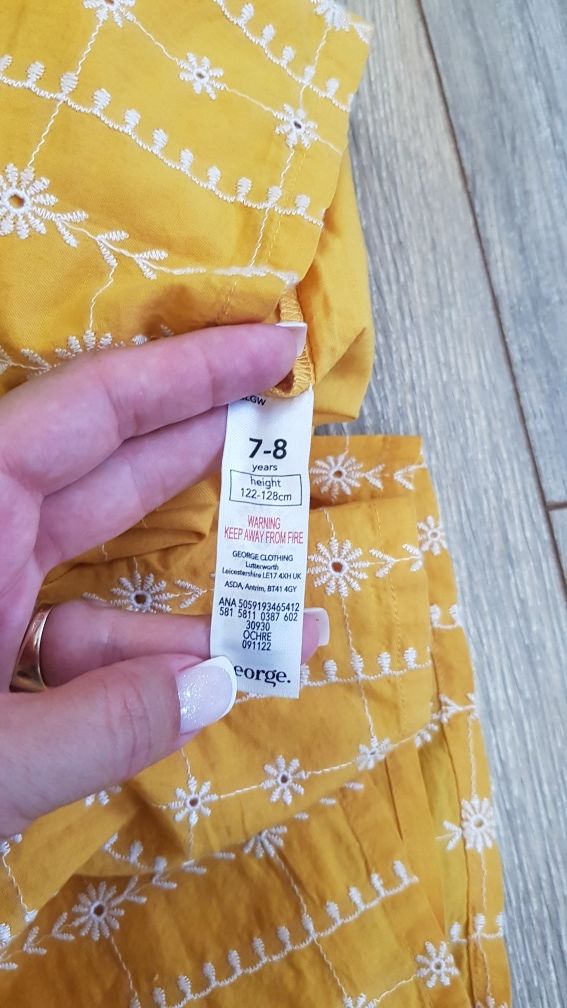 7-8
years
height
122-128cm
WARNING
KEEP AWAY FROM FIRE
GEORGE CLOTHING
Lutterworth
Leicestershire LE17 4XH UK
ASDA, Antrim, BT41 4GY
ANA 5059193465412
581 5811 0387 602
30930
OCHRE
091122
eorge.